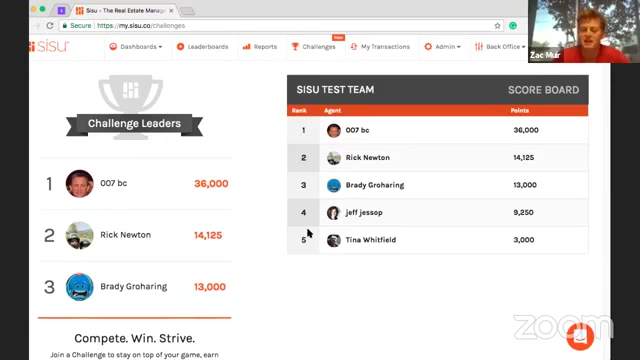 6
Sisu - The Real Estate Manag
Secure
https://my.sisu.co/challenges
sisu
Dashboards
Leaderboards
Reports
Challenges
My Transactions
Admin
Back Office
Zac Muir
Challenge Leaders
1 007 bc 36,000
2 Rick Newton 14,125
3 Brady Groharing 13,000
Compete. Win. Strive.
Join a Challenge to stay on top of your game, earn
SISU TEST TEAM SCORE BOARD
Rank Agent Points
1 007 bc 36,000
2 Rick Newton 14,125
3 Brady Groharing 13,000
4 jeff jessop 9,250
5 Tina Whitfield 3,000
zoom